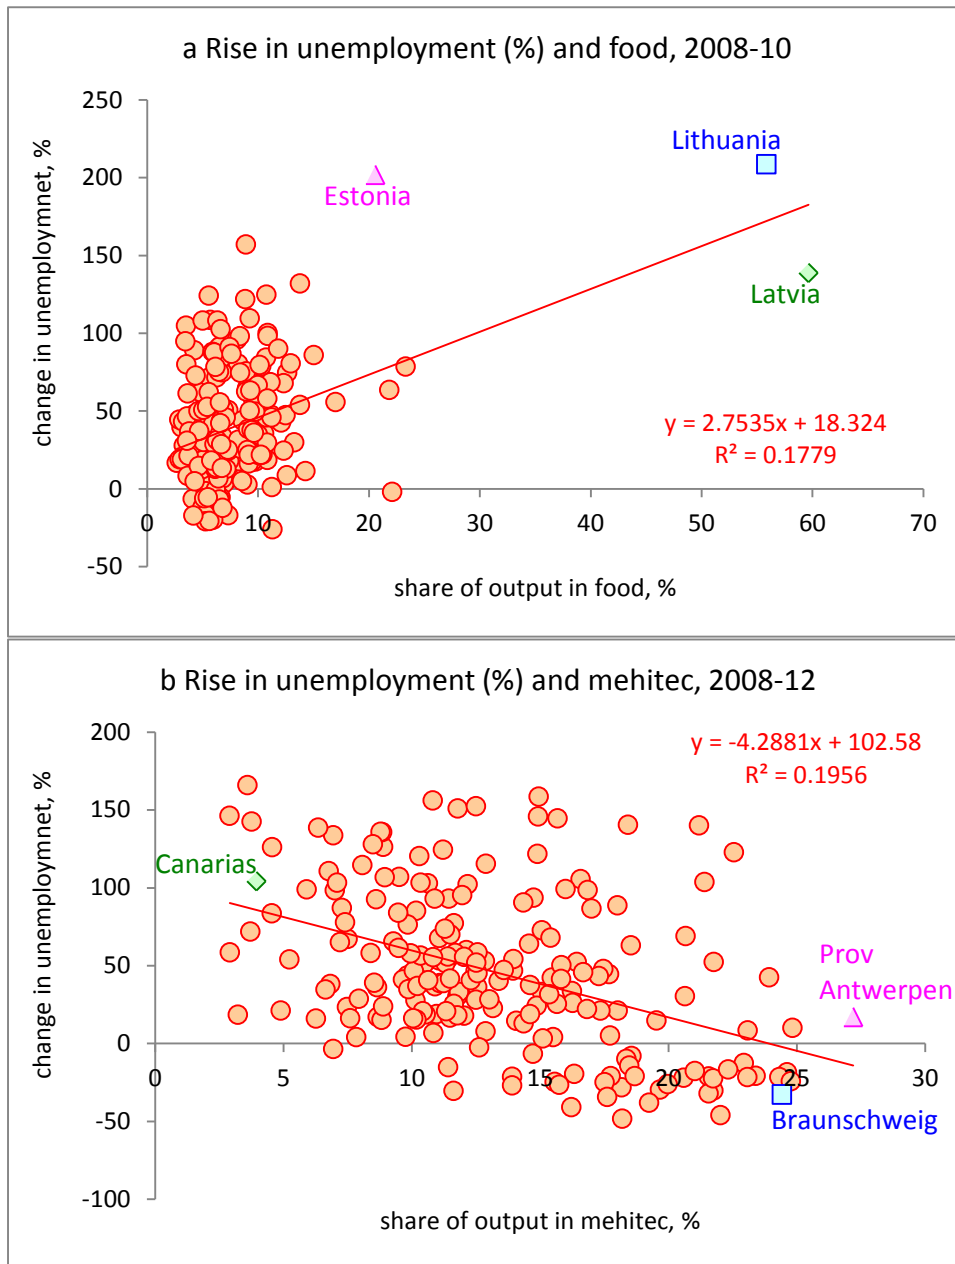 a Rise in unemployment (%) and food, 2008-10
250
200
150
100
50
0
-50
change in unemploymnet, %
Lithuania
Estonia
Latvia
y = 2.7535x + 18.324
R² = 0.1779
0 10 20 30 40 50 60 70
share of output in food, %
b Rise in unemployment (%) and mehitec, 2008-12
200
150
100
50
0
-50
-100
change in unemploymnet, %
y = -4.2881x + 102.58
R² = 0.1956
Canarias
Prov
Antwerpen
0 5 10 15 20 25 30
Braunschweig
share of output in mehitec, %